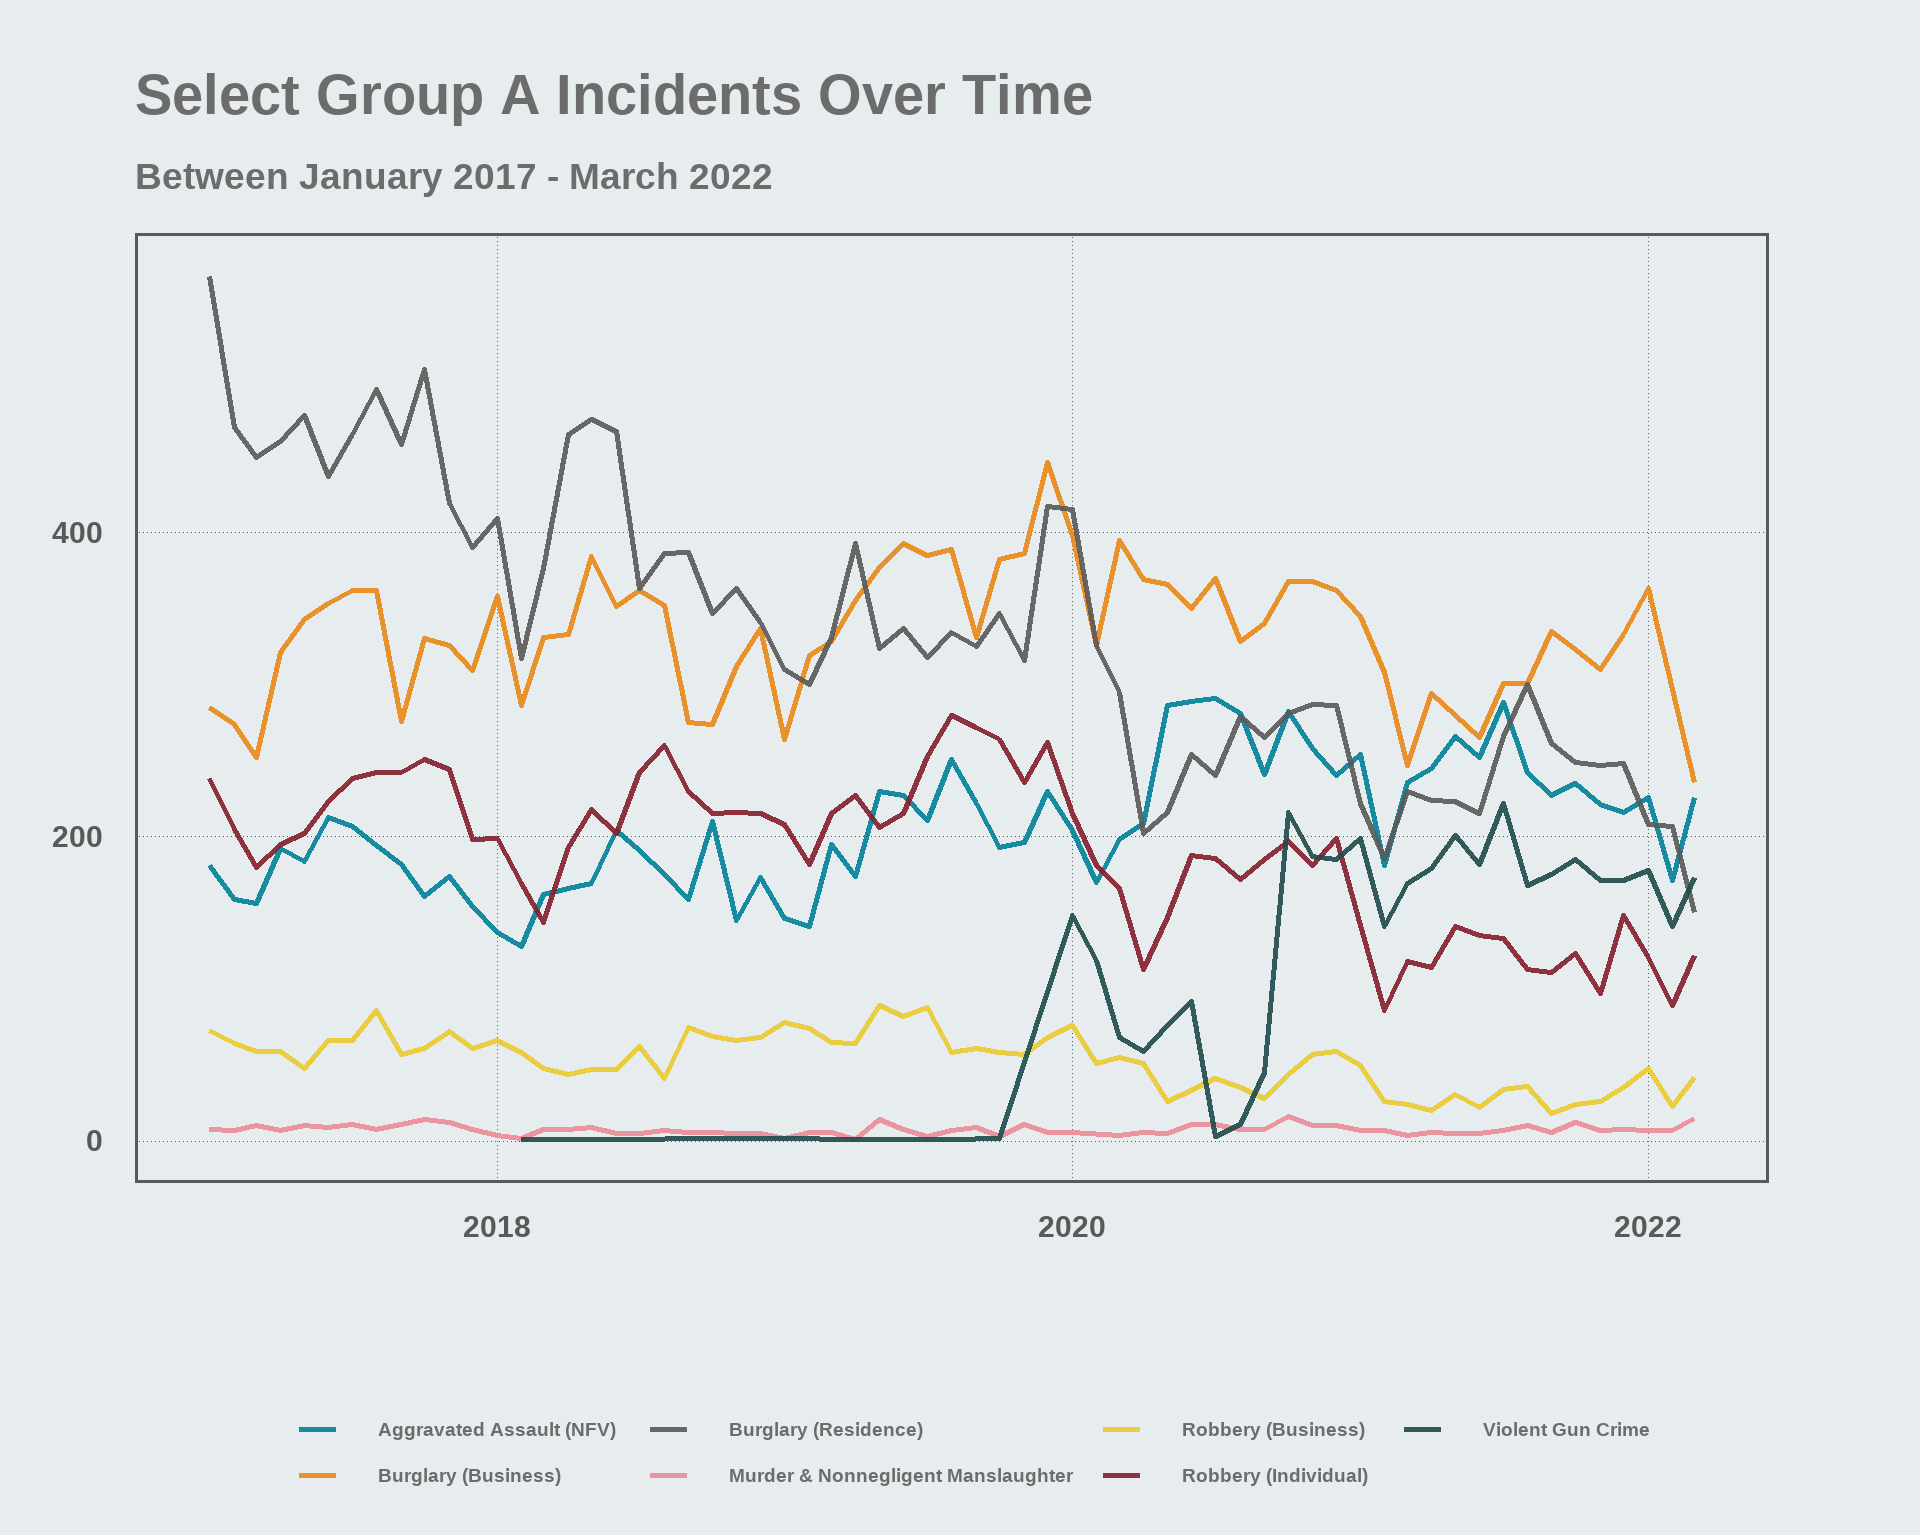 Select Group A Incidents Over Time
Between January 2017 - March 2022
400
200
0
2018 2020 2022
Aggravated Assault (NFV) Burglary (Residence) Robbery (Business) Violent Gun Crime
Burglary (Business) Murder & Nonnegligent Manslaughter Robbery (Individual)